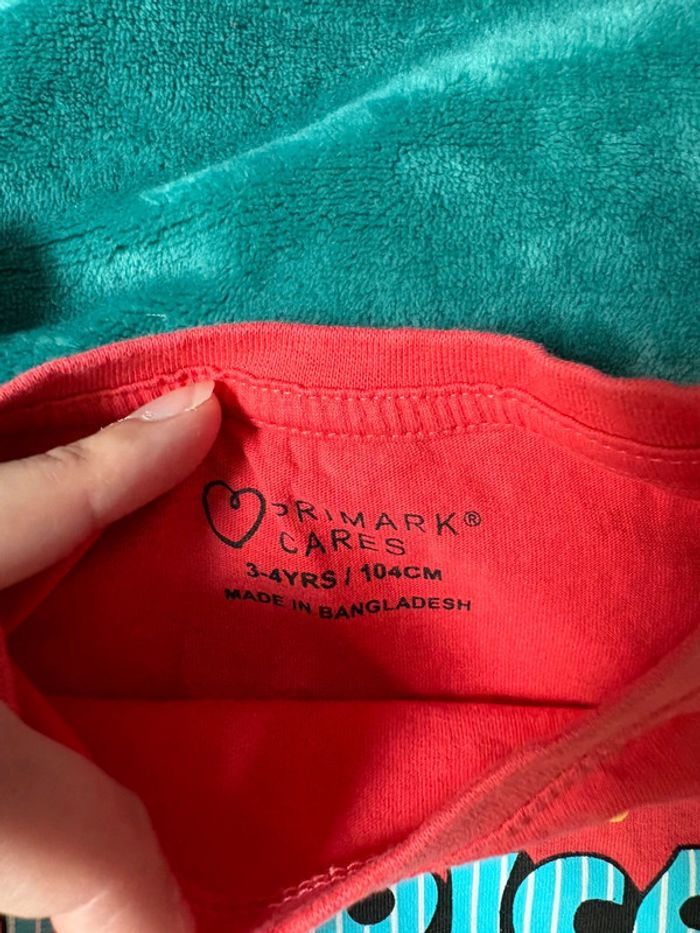 PRIMARK®
CARES
3-4YRS / 104CM
MADE IN BANGLADESH